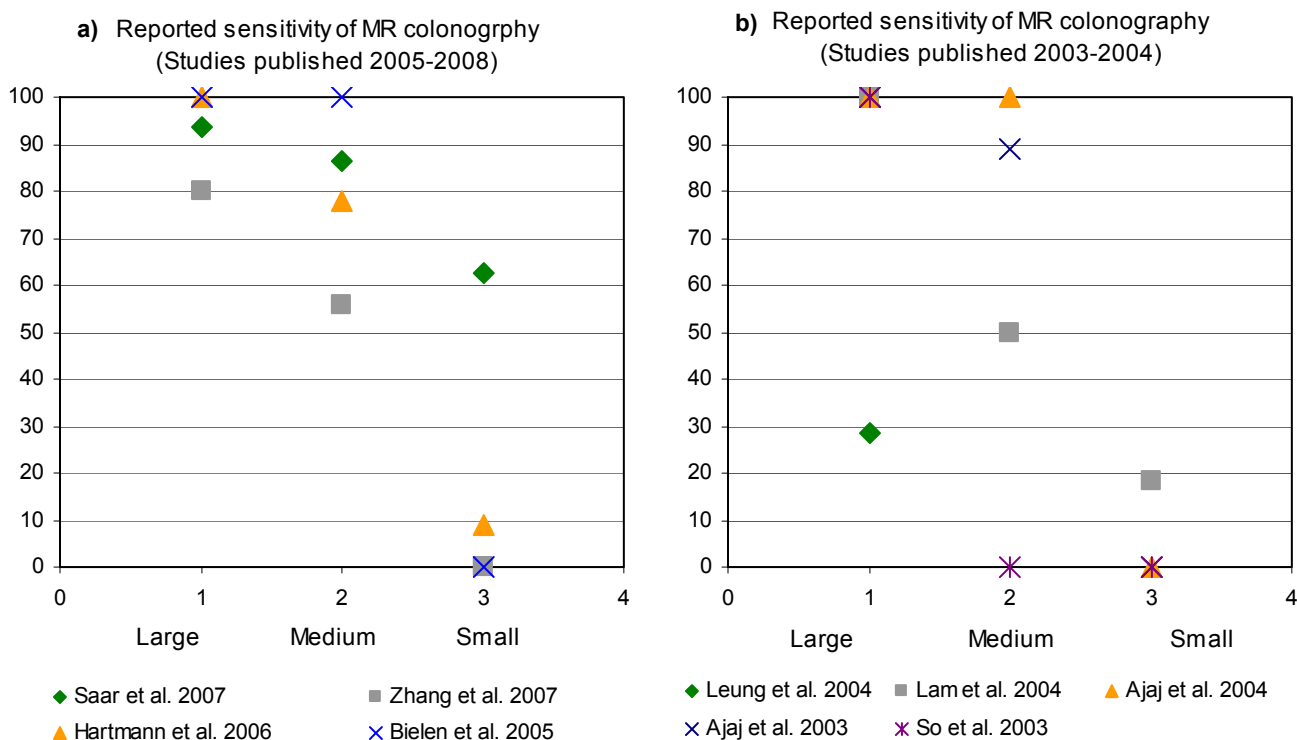 a) Reported sensitivity of MR colonogrphy
(Studies published 2005-2008)
100
90
80
70
60
50
40
30
20
10
0
0 1 2 3 4
Large Medium Small
Saar et al. 2007 Zhang et al. 2007
Hartmann et al. 2006 Bielen et al. 2005
b) Reported sensitivity of MR colonography
(Studies published 2003-2004)
100
90
80
70
60
50
40
30
20
10
0
0 1 2 3 4
Large Medium Small
Leung et al. 2004 Lam et al. 2004 Ajaj et al. 2004
Ajaj et al. 2003 So et al. 2003